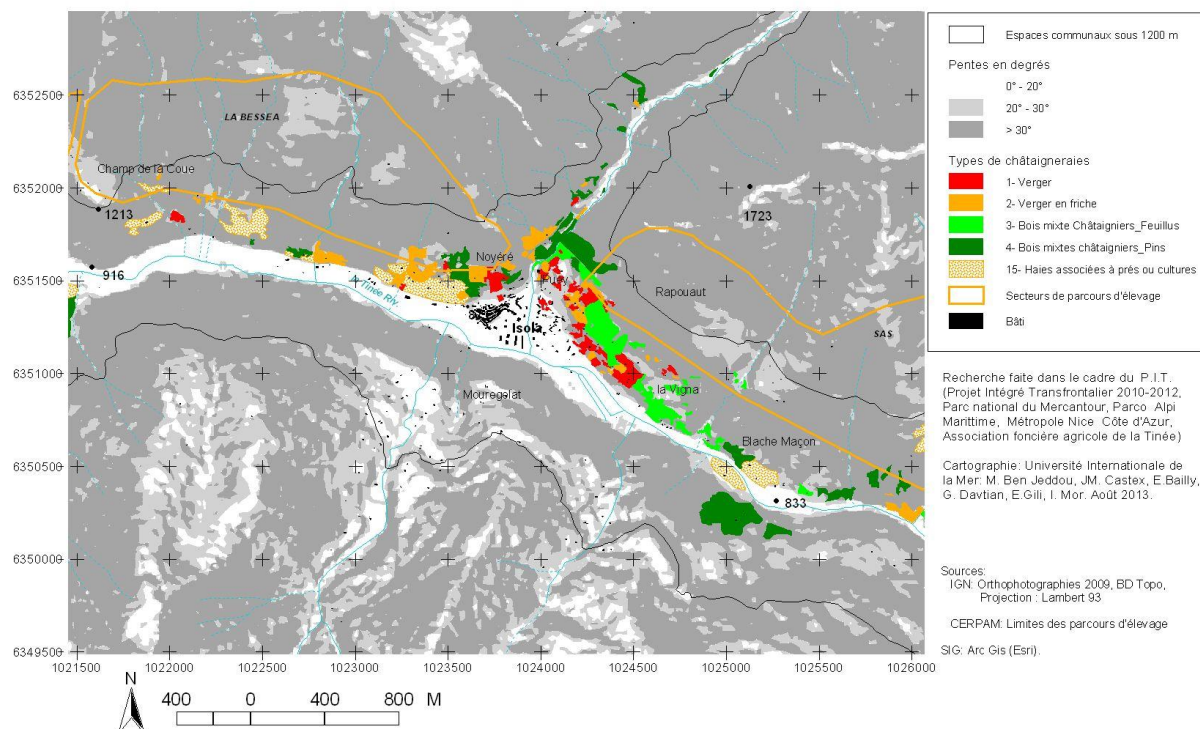 6352500
6352000
6351500
6351000
6350500
6350000
6349500
1021500 1022000 1022500 1023000 1023500 1024000 1024500 1025000 1025500 1026000
LA BESSEA
Champ de la Coue
1213
916
1723
Noyéré
La Tinée Riv
Isola
Rapouaut
SAS
Mouregelat
la Vigna
Blache Maçon
833
N
400 0 400 800 M
Espaces communaux sous 1200 m
Pentes en degrés
0° - 20°
20° - 30°
> 30°
Types de châtaigneraies
1- Verger
2- Verger en friche
3- Bois mixte Châtaigniers_Feuillus
4- Bois mixtes châtaigniers_Pins
15- Haies associées à prés ou cultures
Secteurs de parcours d'élevage
Bâti
Recherche faite dans le cadre du P.I.T.
(Projet Intégré Transfrontalier 2010-2012,
Parc national du Mercantour, Parco Alpi
Marittime, Métropole Nice Côte d'Azur,
Association foncière agricole de la Tinée)
Cartographie: Université Internationale de
la Mer: M. Ben Jeddou, JM. Castex, E.Bailly,
G. Davtian, E.Gili, I. Mor. Août 2013.
Sources:
IGN: Orthophotographies 2009, BD Topo,
Projection : Lambert 93
CERPAM: Limites des parcours d'élevage
SIG: Arc Gis (Esri).